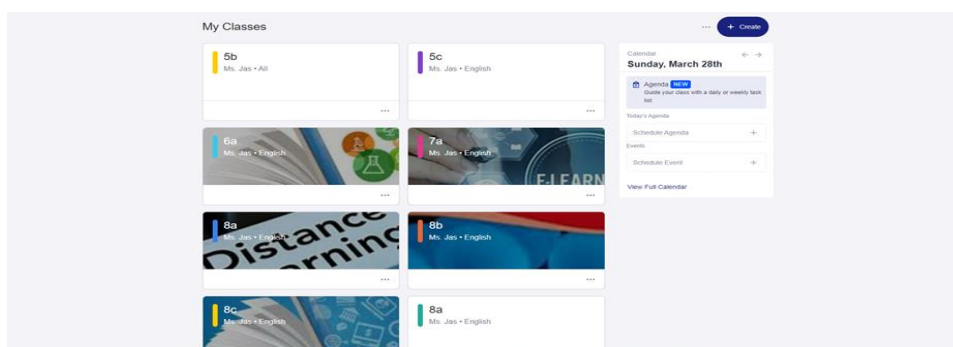 My Classes
... + Create
5b
Ms. Jas • All
...
5c
Ms. Jas • English
...
6a
Ms. Jas • English
...
7a
Ms. Jas • English
E-LEARN
...
8a
Ms. Jas • English
Distance
rning
...
8b
Ms. Jas • English
...
8c
Ms. Jas • English
8a
Ms. Jas • English
Calendar
← →
Sunday, March 28th
Agenda NEW
Guide your class with a daily or weekly task
list
Today's Agenda
Schedule Agenda +
Events
Schedule Event +
View Full Calendar